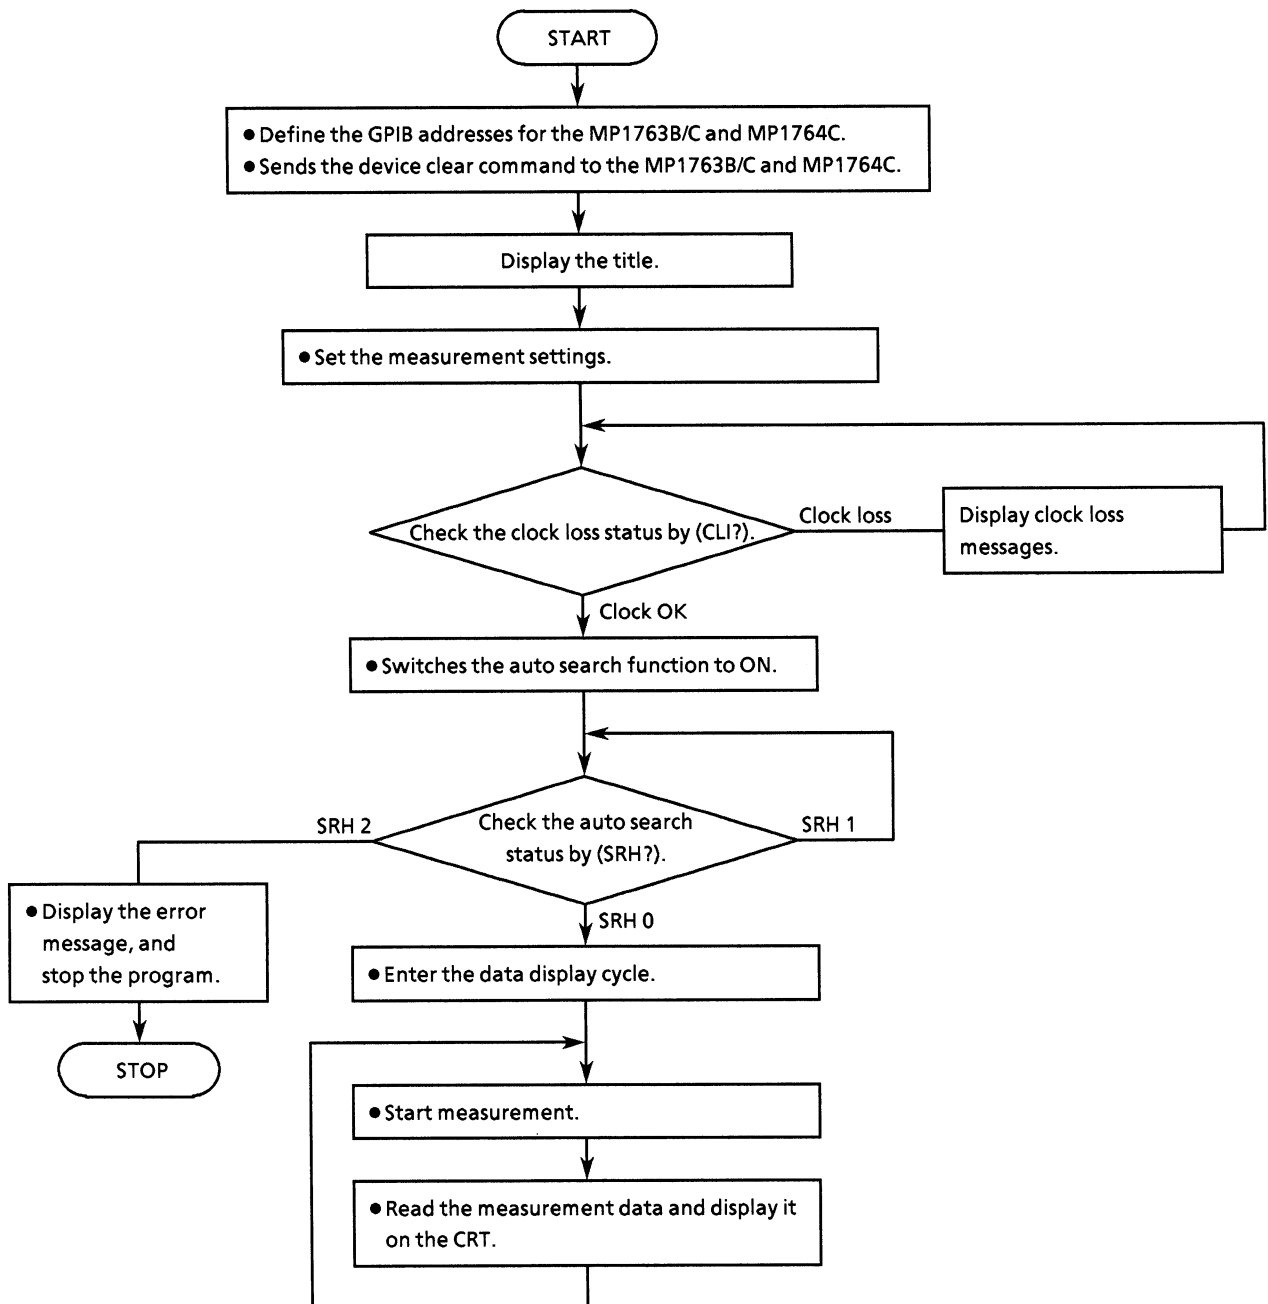 START
● Define the GPIB addresses for the MP1763B/C and MP1764C.
● Sends the device clear command to the MP1763B/C and MP1764C.
Display the title.
● Set the measurement settings.
Check the clock loss status by (CLI?).
Clock loss
Display clock loss
messages.
Clock OK
● Switches the auto search function to ON.
SRH 2
Check the auto search
status by (SRH?).
SRH 1
● Display the error
message, and
stop the program.
SRH 0
● Enter the data display cycle.
STOP
● Start measurement.
● Read the measurement data and display it
on the CRT.